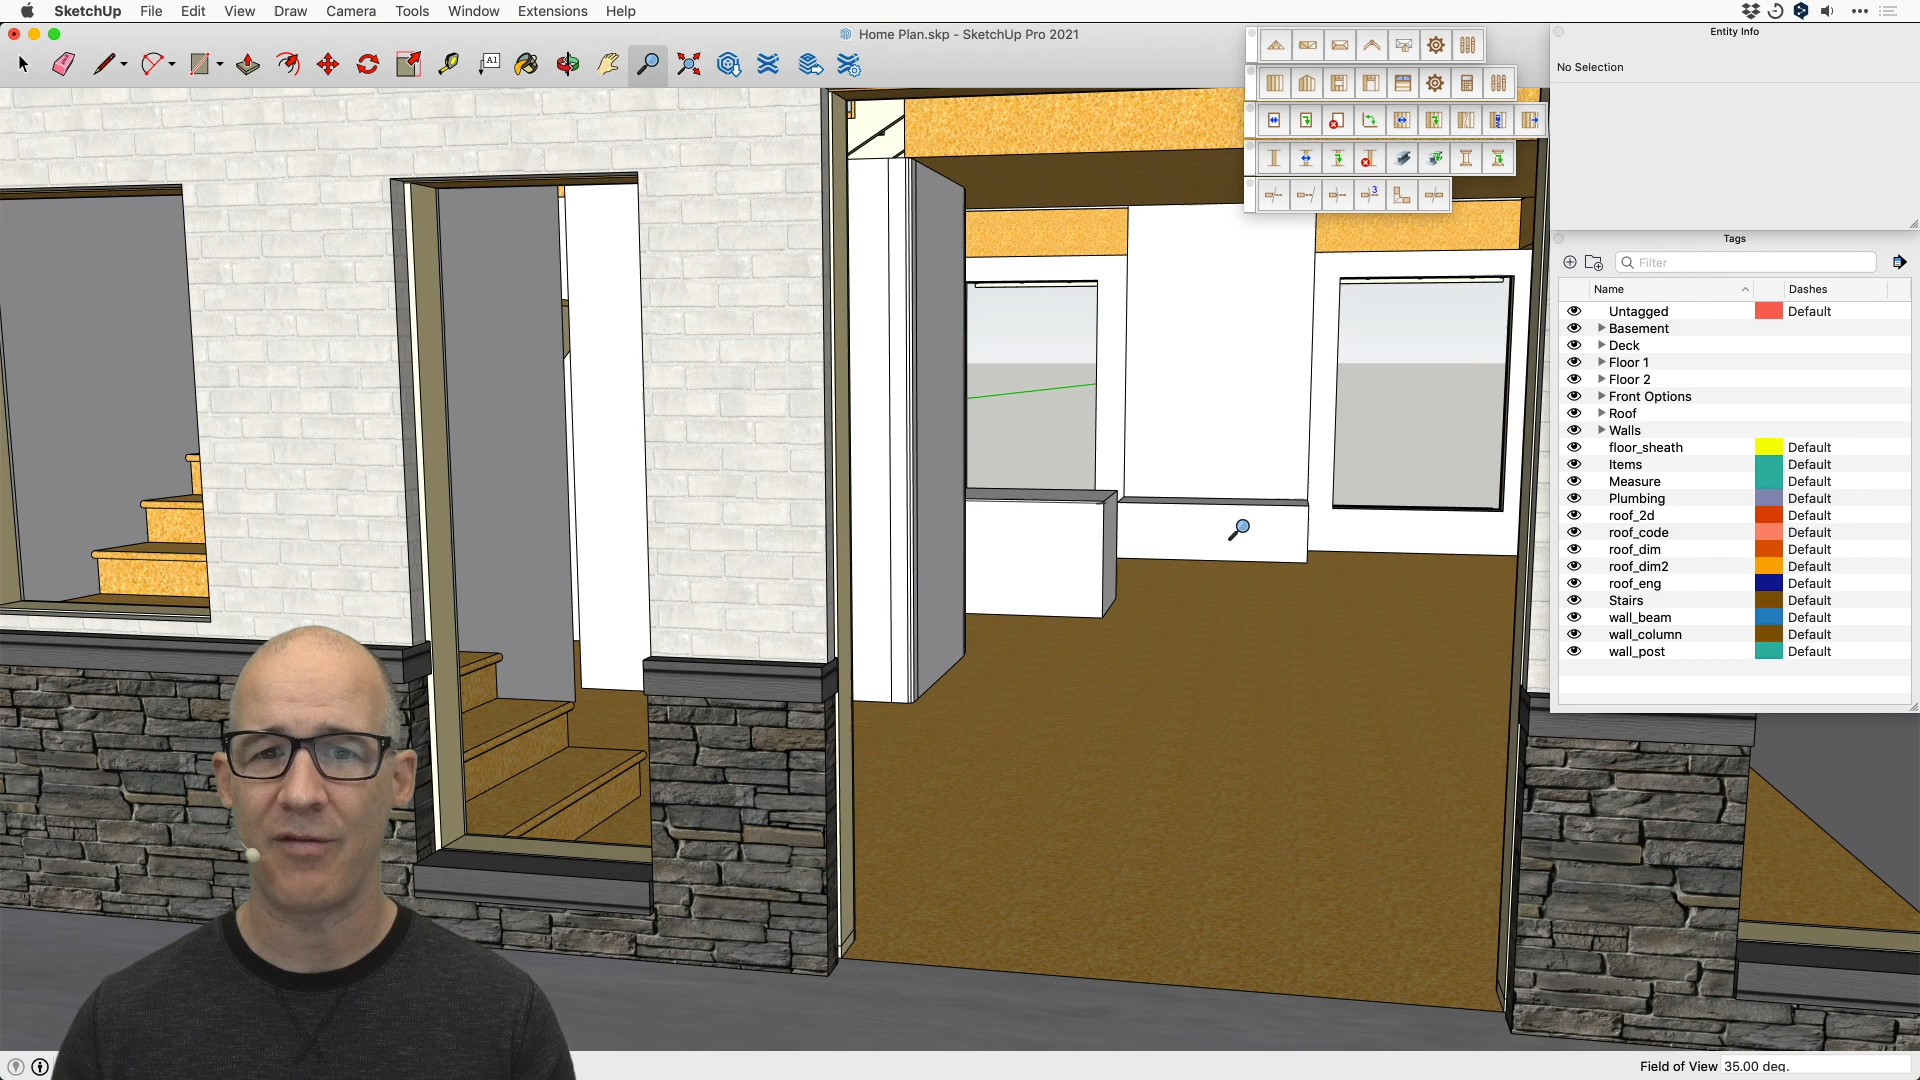 SketchUp File Edit View Draw Camera Tools Window Extensions Help
Home Plan.skp - SketchUp Pro 2021
A1
3
Entity Info
No Selection
Tags
Filter
Name Dashes
Untagged Default
Basement
Deck
Floor 1
Floor 2
Front Options
Roof
Walls
floor_sheath Default
Items Default
Measure Default
Plumbing Default
roof_2d Default
roof_code Default
roof_dim Default
roof_dim2 Default
roof_eng Default
Stairs Default
wall_beam Default
wall_column Default
wall_post Default
Field of View 35.00 deg.